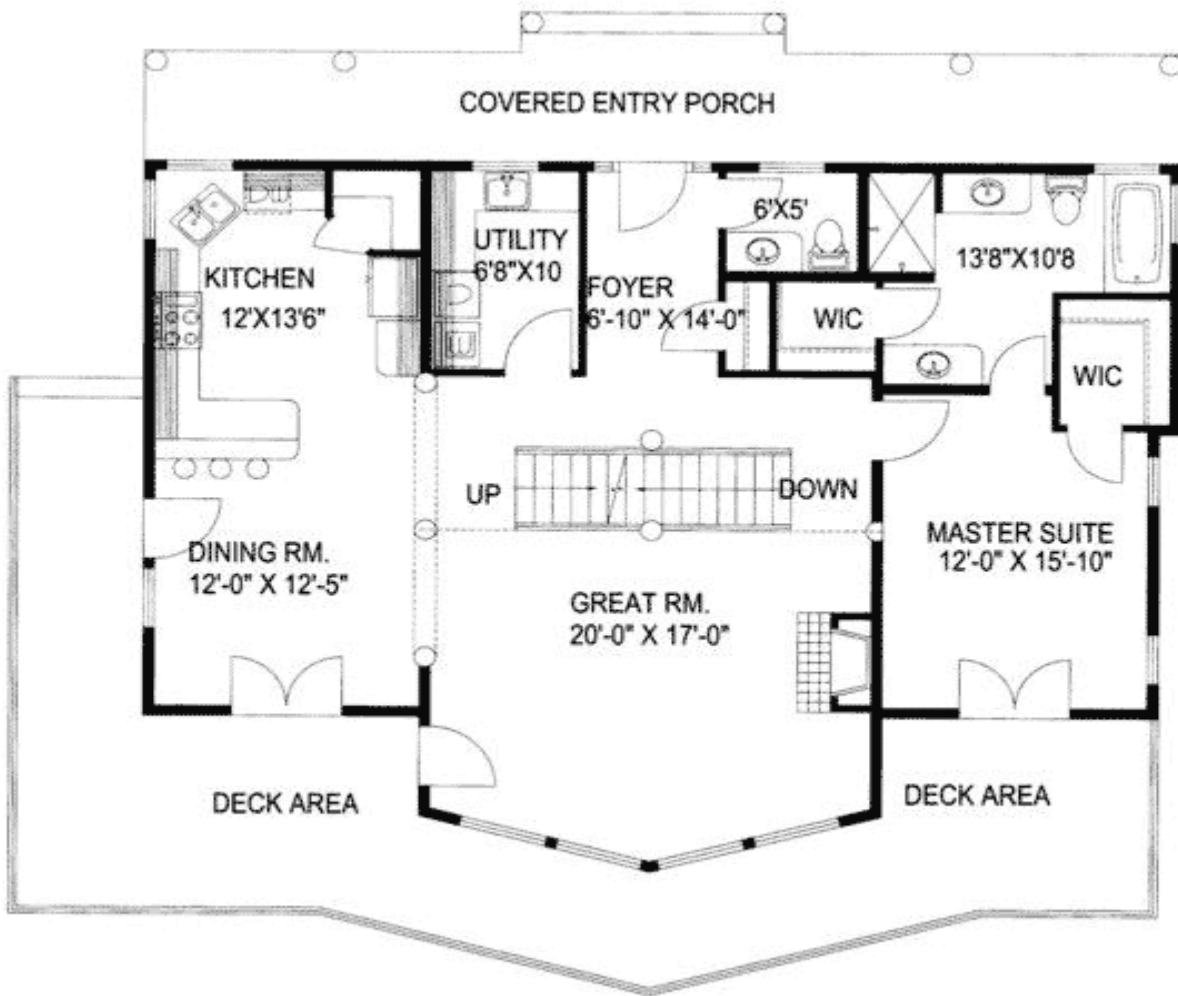 COVERED ENTRY PORCH
KITCHEN
12'X13'6"
UTILITY
6'8"X10
FOYER
6'-10" X 14'-0"
6'X5'
WIC
13'8"X10'8
WIC
UP
DOWN
DINING RM.
12'-0" X 12'-5"
GREAT RM.
20'-0" X 17'-0"
MASTER SUITE
12'-0" X 15'-10"
DECK AREA
DECK AREA